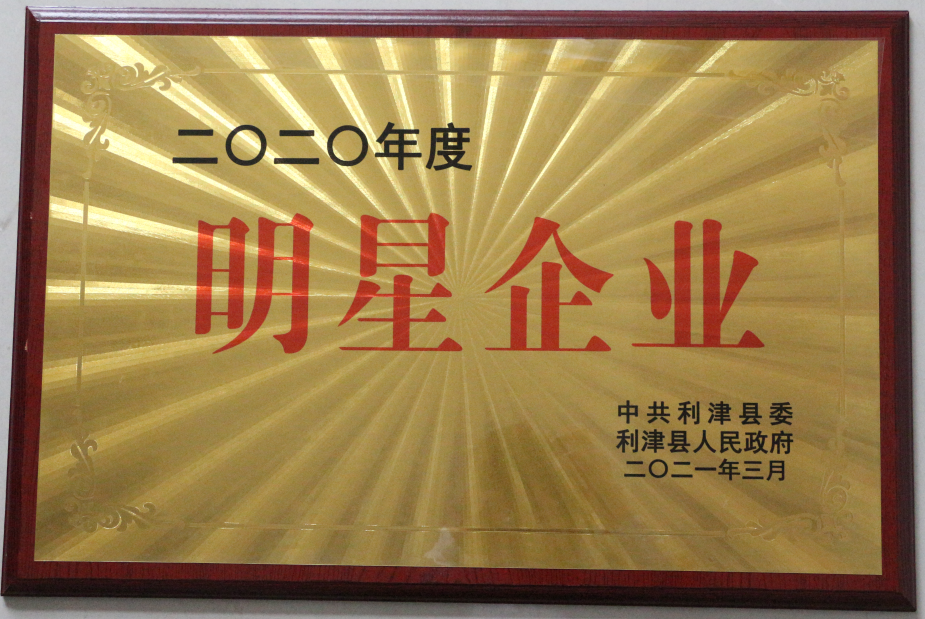 二〇二〇年度
明星企业
中共利津县委
利津县人民政府
二〇二一年三月